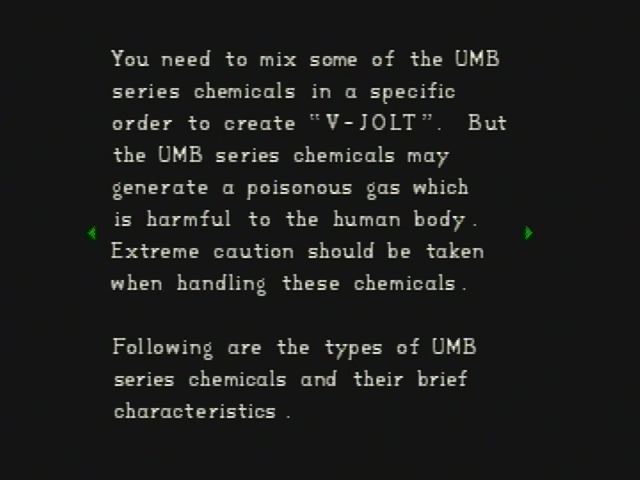 You need to mix some of the UMB
series chemicals in a specific
order to create "V-JOLT". But
the UMB series chemicals may
generate a poisonous gas which
is harmful to the human body.
Extreme caution should be taken
when handling these chemicals.
Following are the types of UMB
series chemicals and their brief
characteristics.